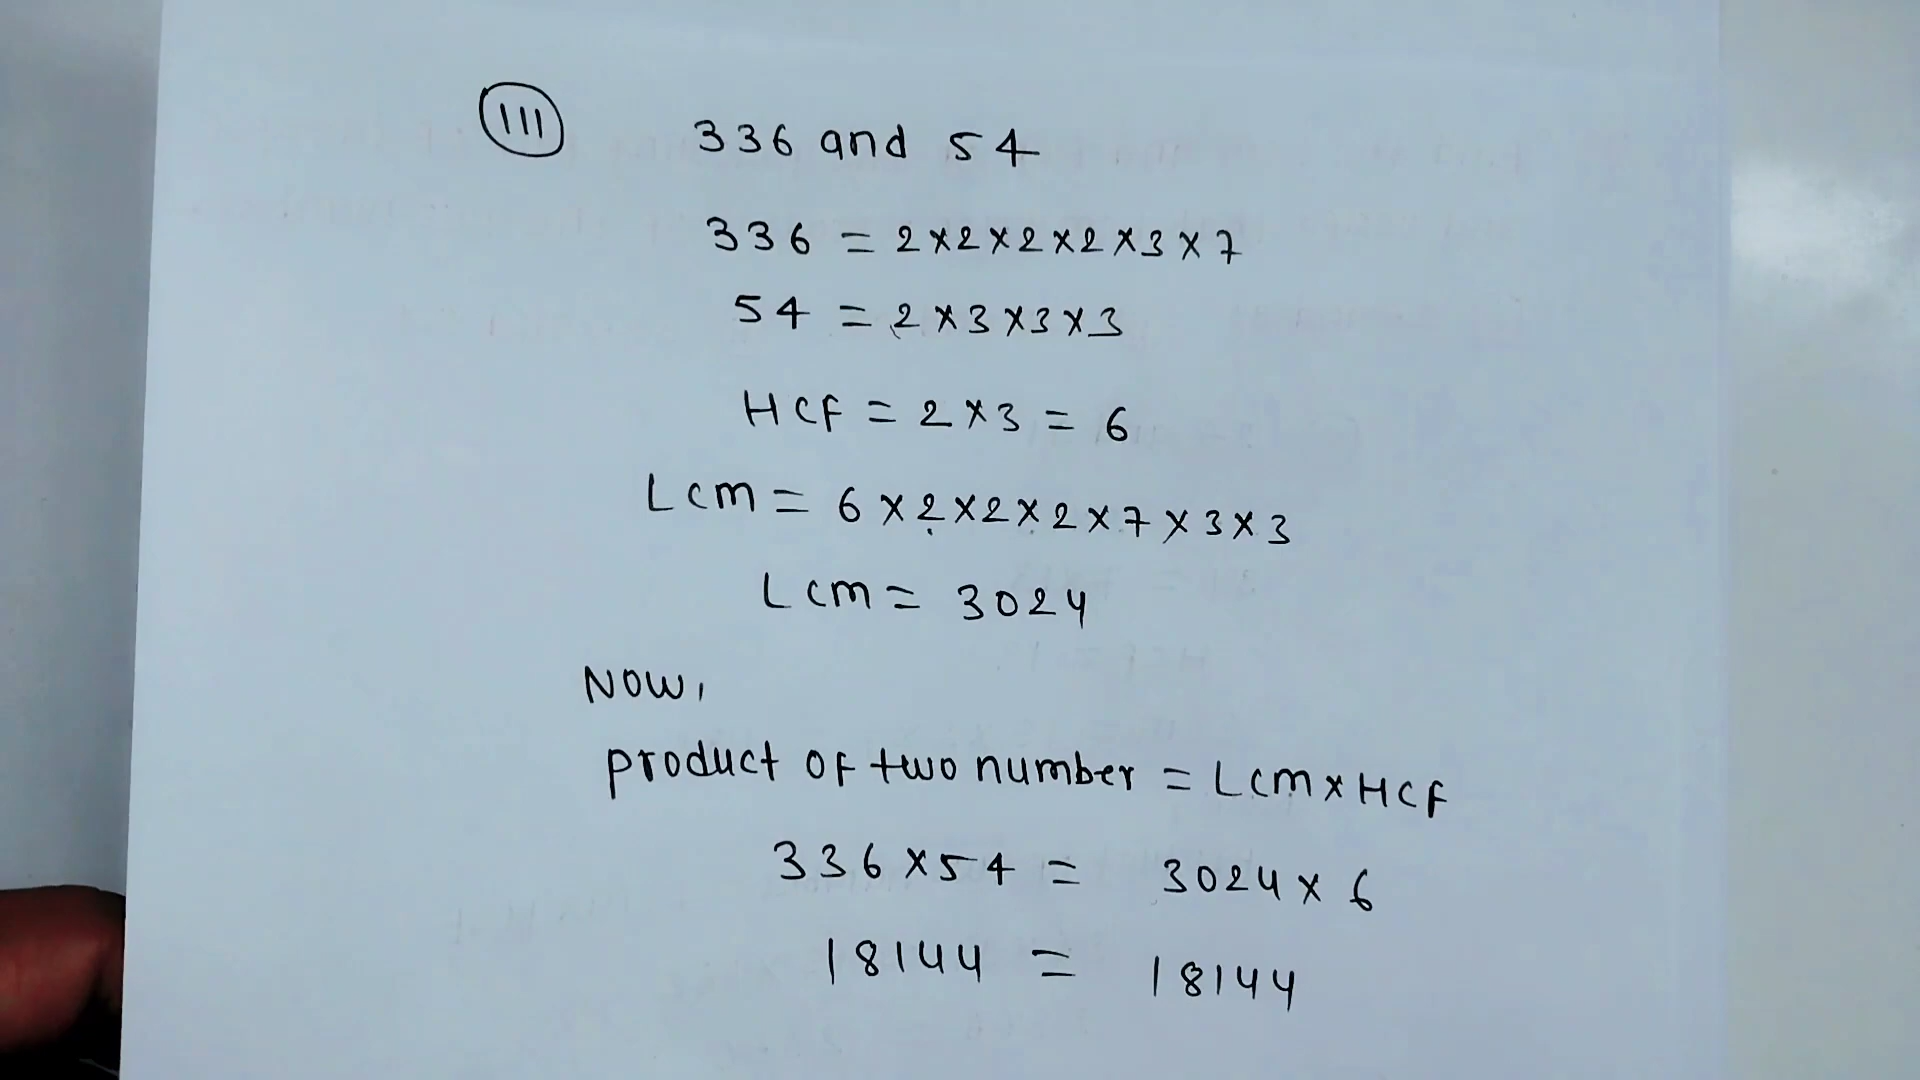 (111) 336 and 54
336 = 2×2×2×2×3×7
54 = 2×3×3×3
HCF = 2×3 = 6
Lcm = 6×2×2×2×7×3×3
Lcm = 3024
Now,
product of two number = Lcm×HCF
336×54 = 3024×6
18144 = 18144